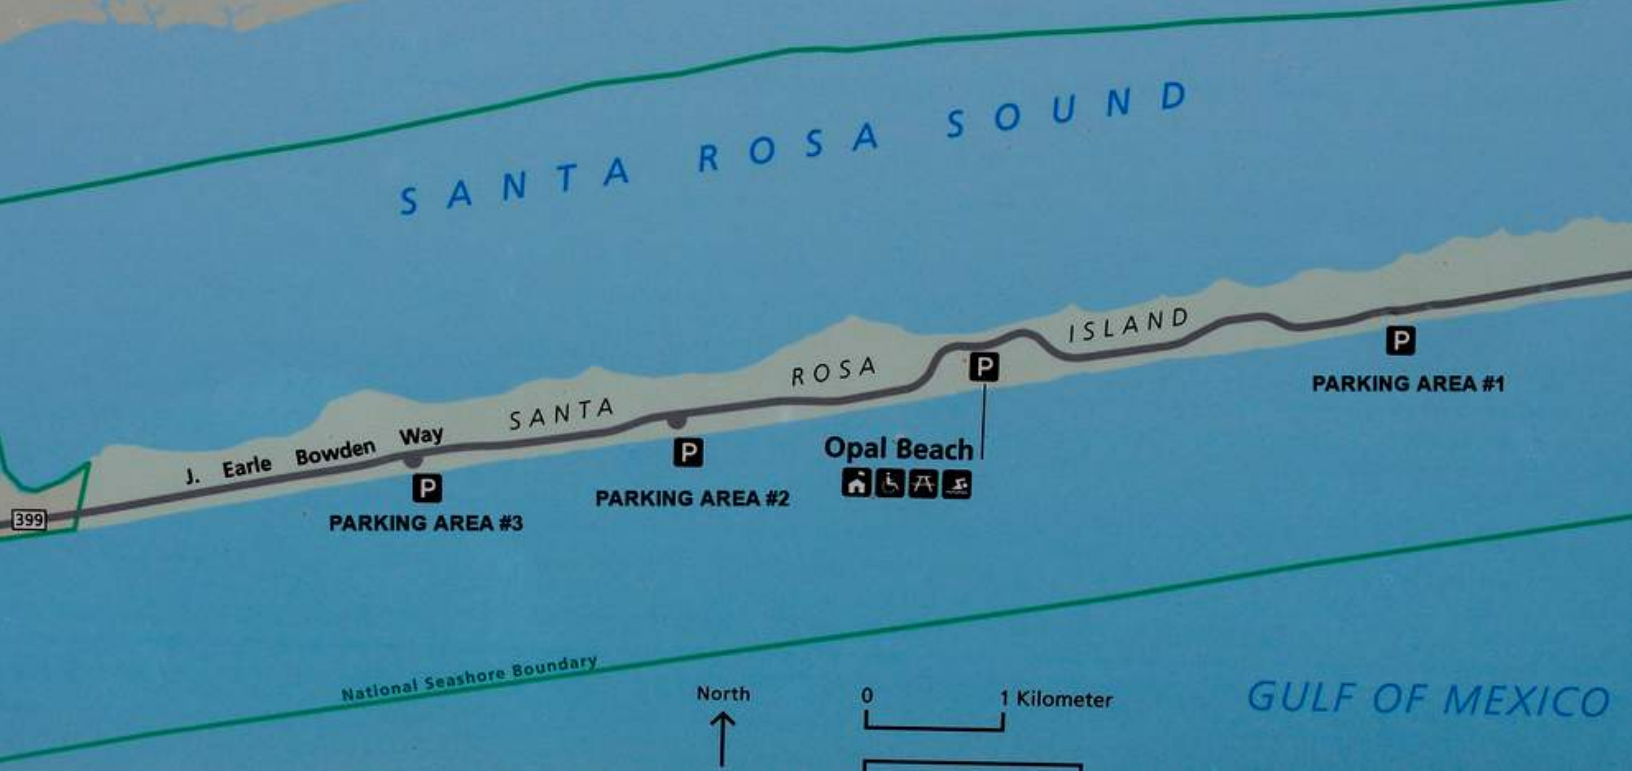 SANTA ROSA SOUND
SANTA ROSA ISLAND
J. Earle Bowden Way
399
P
PARKING AREA #3
P
PARKING AREA #2
P
Opal Beach
P
PARKING AREA #1
National Seashore Boundary
North
0 1 Kilometer
GULF OF MEXICO